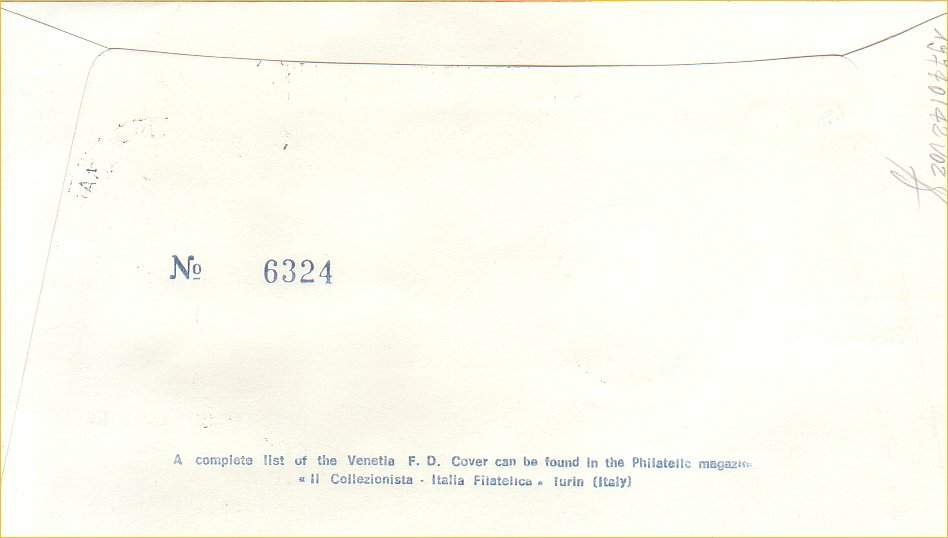 № 6324
A complete list of the Venetia F. D. Cover can be found in the Philatelic magazine
« Il Collezionista - Italia Filatelica » Turin (Italy)